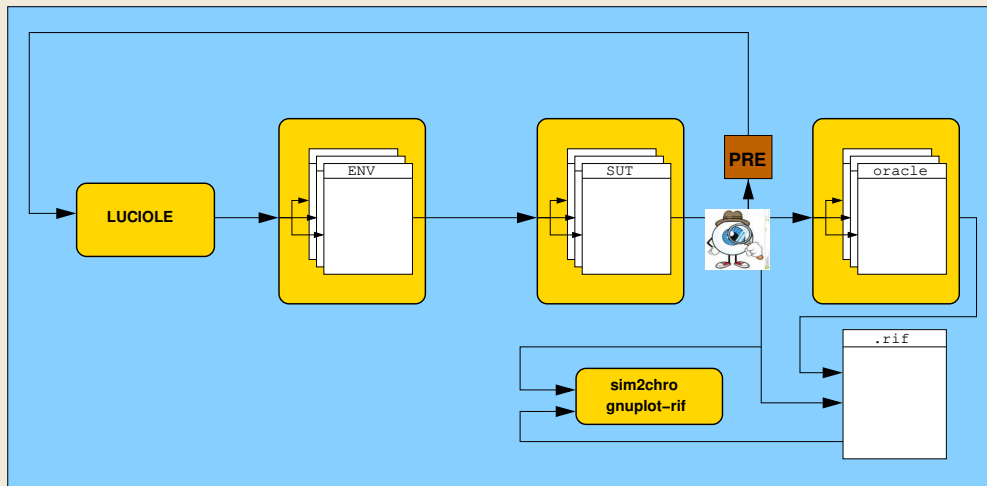 PRE
ENV
SUT
oracle
LUCIOLE
.rif
sim2chro
gnuplot–rif